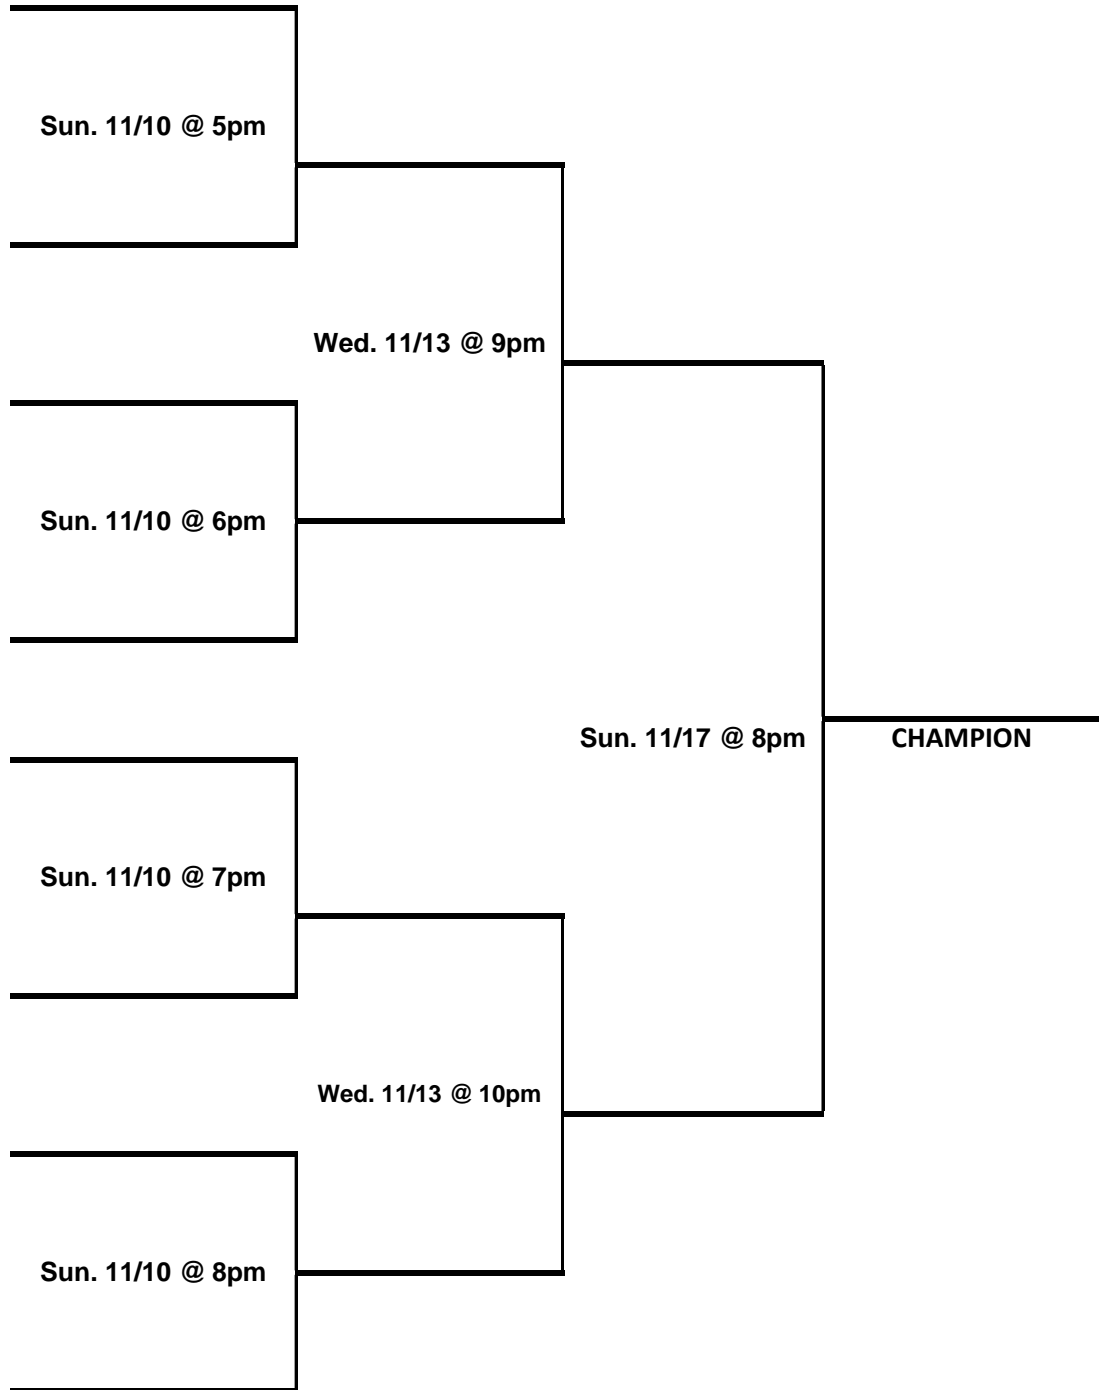 Sun. 11/10 @ 5pm
Wed. 11/13 @ 9pm
Sun. 11/10 @ 6pm
Sun. 11/17 @ 8pm
CHAMPION
Sun. 11/10 @ 7pm
Wed. 11/13 @ 10pm
Sun. 11/10 @ 8pm